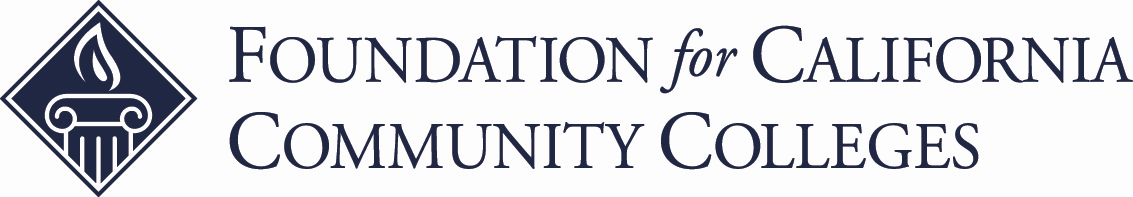 FOUNDATION for CALIFORNIA
COMMUNITY COLLEGES